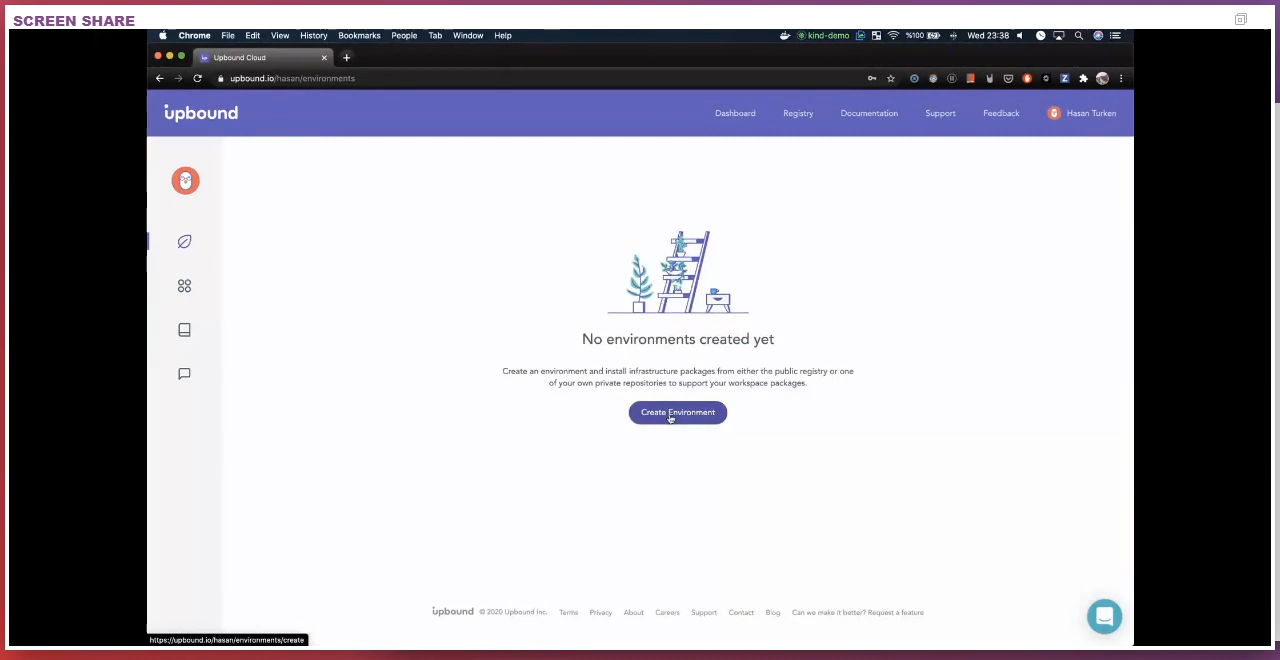 SCREEN SHARE
Chrome File Edit View History Bookmarks People Tab Window Help kind-demo %100 Wed 23:38
Upbound Cloud
upbound.io/hasan/environments
upbound Dashboard Registry Documentation Support Feedback Hasan Turken
No environments created yet
Create an environment and install infrastructure packages from either the public registry or one
of your own private repositories to support your workspace packages.
Create Environment
upbound © 2020 Upbound Inc. Terms Privacy About Careers Support Contact Blog Can we make it better? Request a feature
https://upbound.io/hasan/environments/create